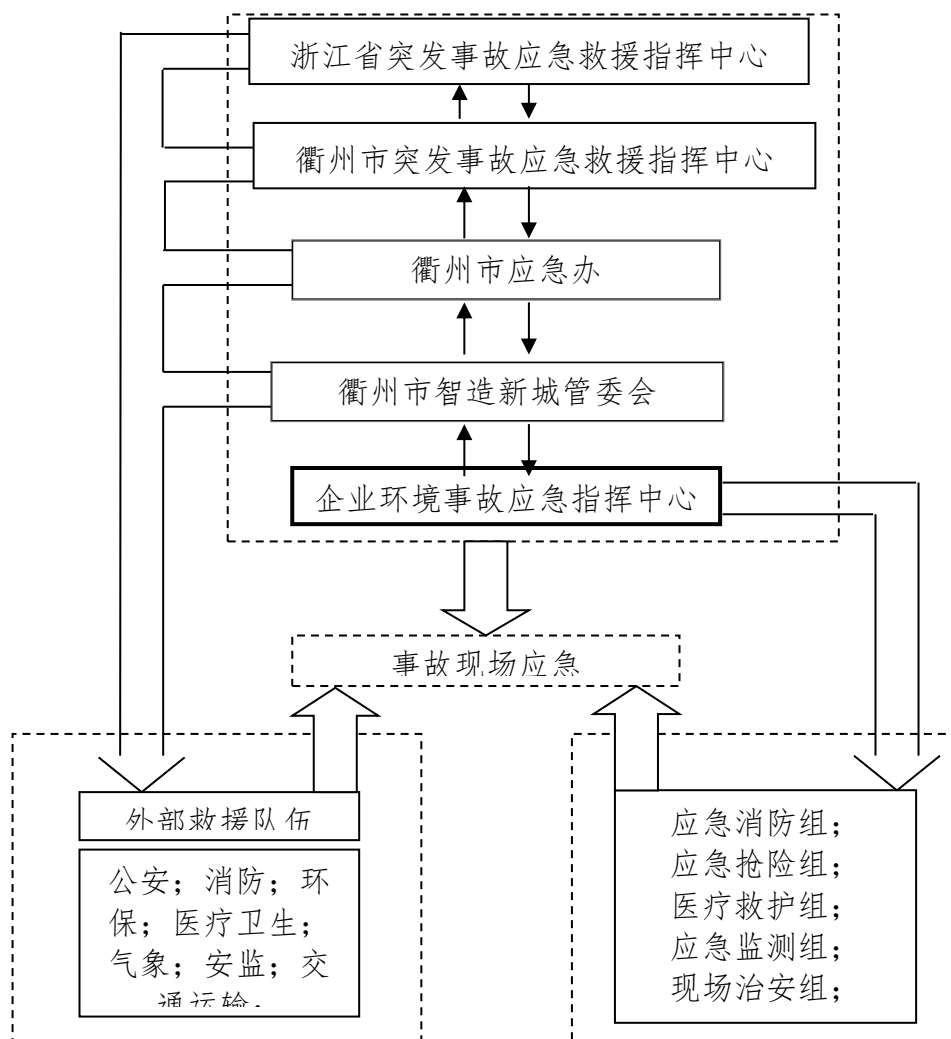 浙江省突发事故应急救援指挥中心
衢州市突发事故应急救援指挥中心
衢州市应急办
衢州市智造新城管委会
企业环境事故应急指挥中心
事故现场应急
外部救援队伍
公安；消防；环
保；医疗卫生；
气象；安监；交
通运输；
应急消防组；
应急抢险组；
医疗救护组；
应急监测组；
现场治安组；